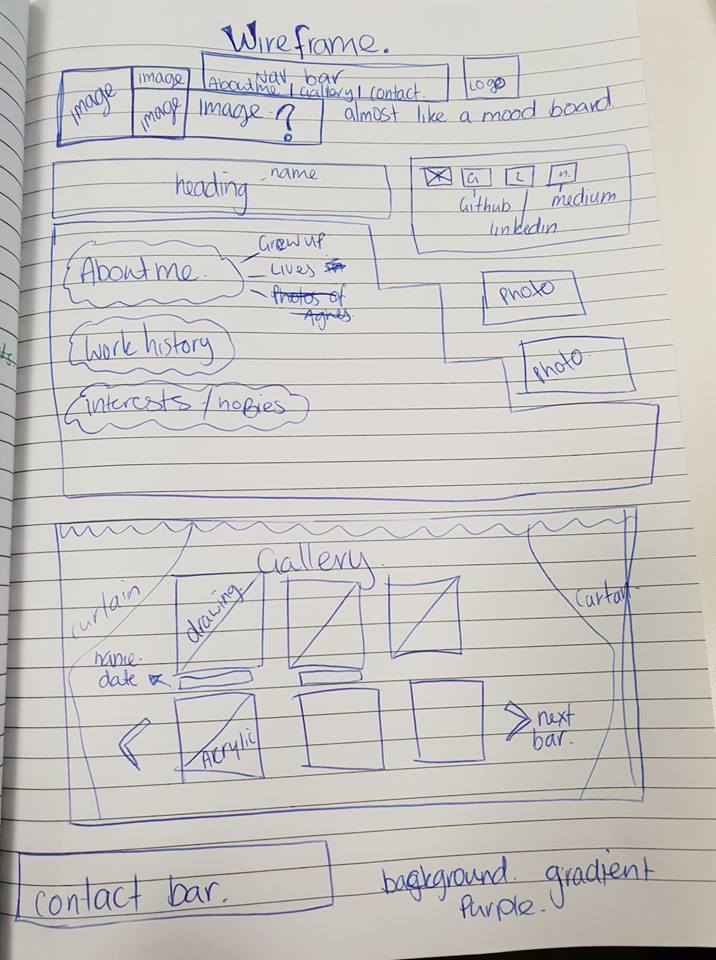 Wireframe.
image
image
image
image ?
Nav bar
About me | Gallery | contact.
Logo
almost like a mood board.
heading
name.
G
L
m.
Github
medium
linkedin
About me.
Grew up
Lives
Photos of
Agnes
Work history
interests / hobies
photo
photo.
Gallery
curtain
drawing
name.
date
Acrylic
next
bar.
contact bar.
background. gradient
Purple.